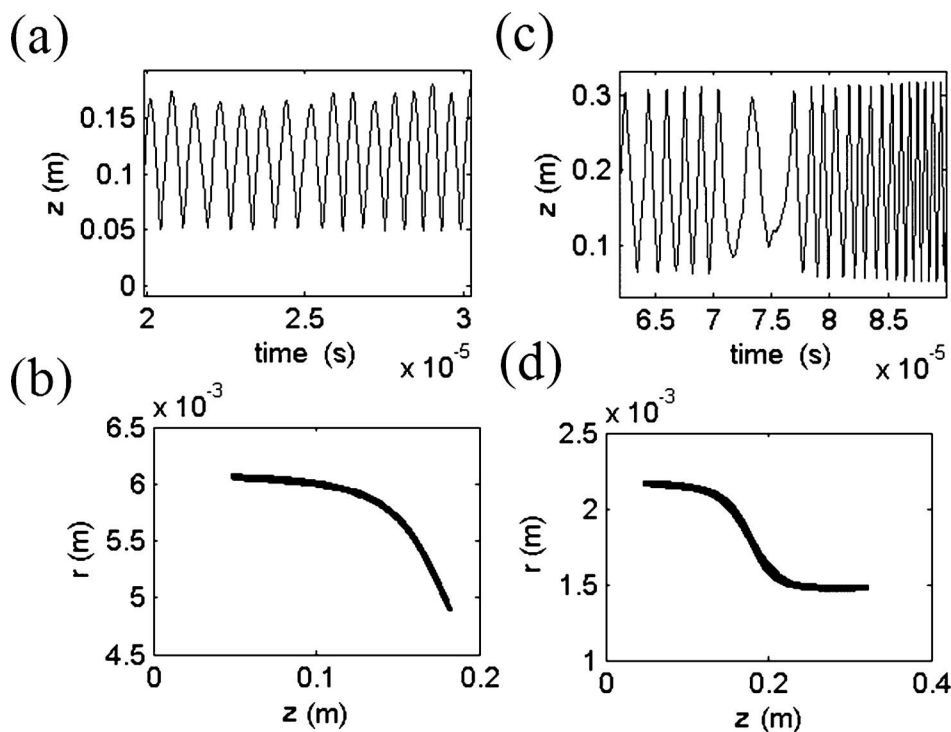 (a)
z (m)
0.15
0.1
0.05
0
2
2.5
3
time (s)
x 10⁻⁵
(c)
z (m)
0.3
0.2
0.1
6.5
7
7.5
8
8.5
time (s)
x 10⁻⁵
(b)
x 10⁻³
r (m)
6.5
6
5.5
5
4.5
0
0.1
0.2
z (m)
(d)
x 10⁻³
r (m)
2.5
2
1.5
1
0
0.2
0.4
z (m)